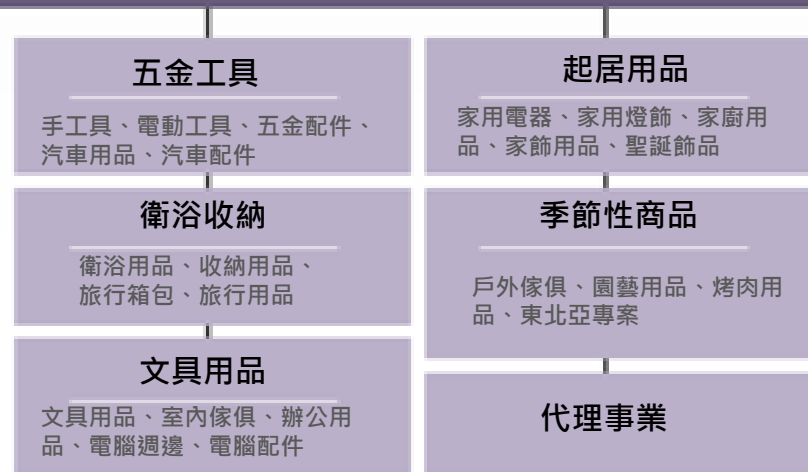 五金工具
手工具、電動工具、五金配件、
汽車用品、汽車配件
衛浴收納
衛浴用品、收納用品、
旅行箱包、旅行用品
文具用品
文具用品、室內傢俱、辦公用
品、電腦週邊、電腦配件
起居用品
家用電器、家用燈飾、家廚用
品、家飾用品、聖誕飾品
季節性商品
戶外傢俱、園藝用品、烤肉用
品、東北亞專案
代理事業